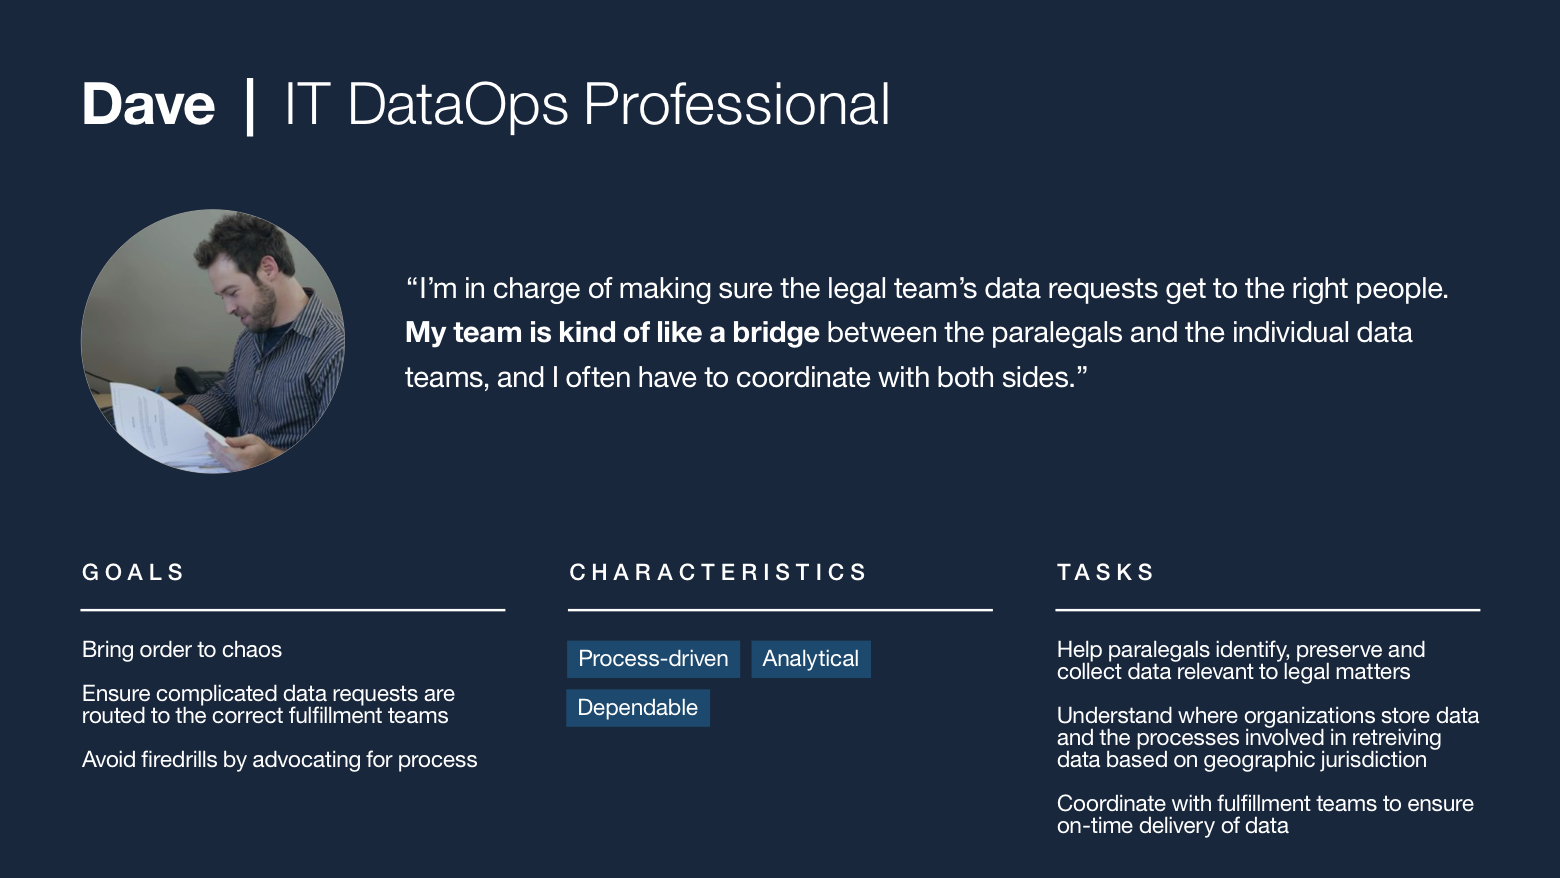 Dave | IT DataOps Professional
“I’m in charge of making sure the legal team’s data requests get to the right people.
My team is kind of like a bridge between the paralegals and the individual data
teams, and I often have to coordinate with both sides.”
GOALS
Bring order to chaos
Ensure complicated data requests are
routed to the correct fulfillment teams
Avoid firedrills by advocating for process
CHARACTERISTICS
Process-driven Analytical
Dependable
TASKS
Help paralegals identify, preserve and
collect data relevant to legal matters
Understand where organizations store data
and the processes involved in retreiving
data based on geographic jurisdiction
Coordinate with fulfillment teams to ensure
on-time delivery of data